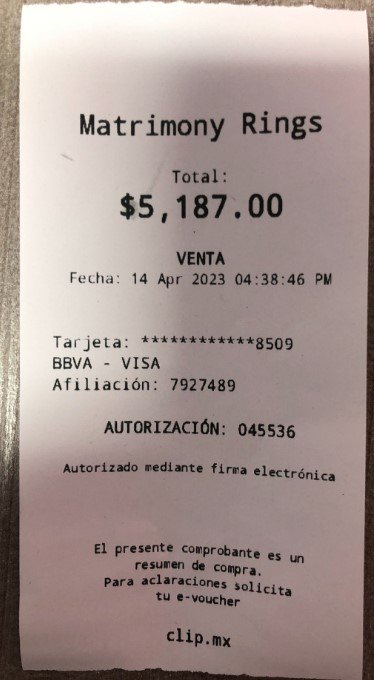 Matrimony Rings
Total:
$5,187.00
VENTA
Fecha: 14 Apr 2023 04:38:46 PM
Tarjeta: ************8509
BBVA - VISA
Afiliación: 7927489
AUTORIZACIÓN: 045536
Autorizado mediante firma electrónica
El presente comprobante es un
resumen de compra.
Para aclaraciones solicita
tu e-voucher
clip.mx